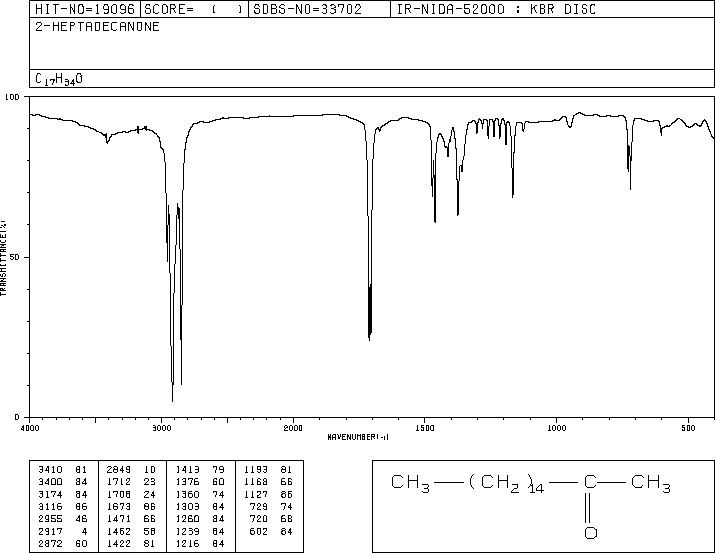 HIT-NO=19096 SCORE= ( ) SDBS-NO=33702 IR-NIDA-52000 : KBR DISC
2-HEPTADECANONE
C17H34O
100
50
0
TRANSMITTANCE(%)
4000 3000 2000 1500 1000 500
WAVENUMBER(-1)
3410 81 2849 10 1413 79 1193 81
3400 84 1712 23 1376 60 1168 66
3174 84 1708 24 1360 74 1127 86
3116 86 1673 86 1303 84 729 74
2955 46 1471 66 1260 84 720 68
2917 4 1462 58 1239 84 602 84
2872 60 1422 81 1216 84
CH3—(CH2)14—C—CH3
O